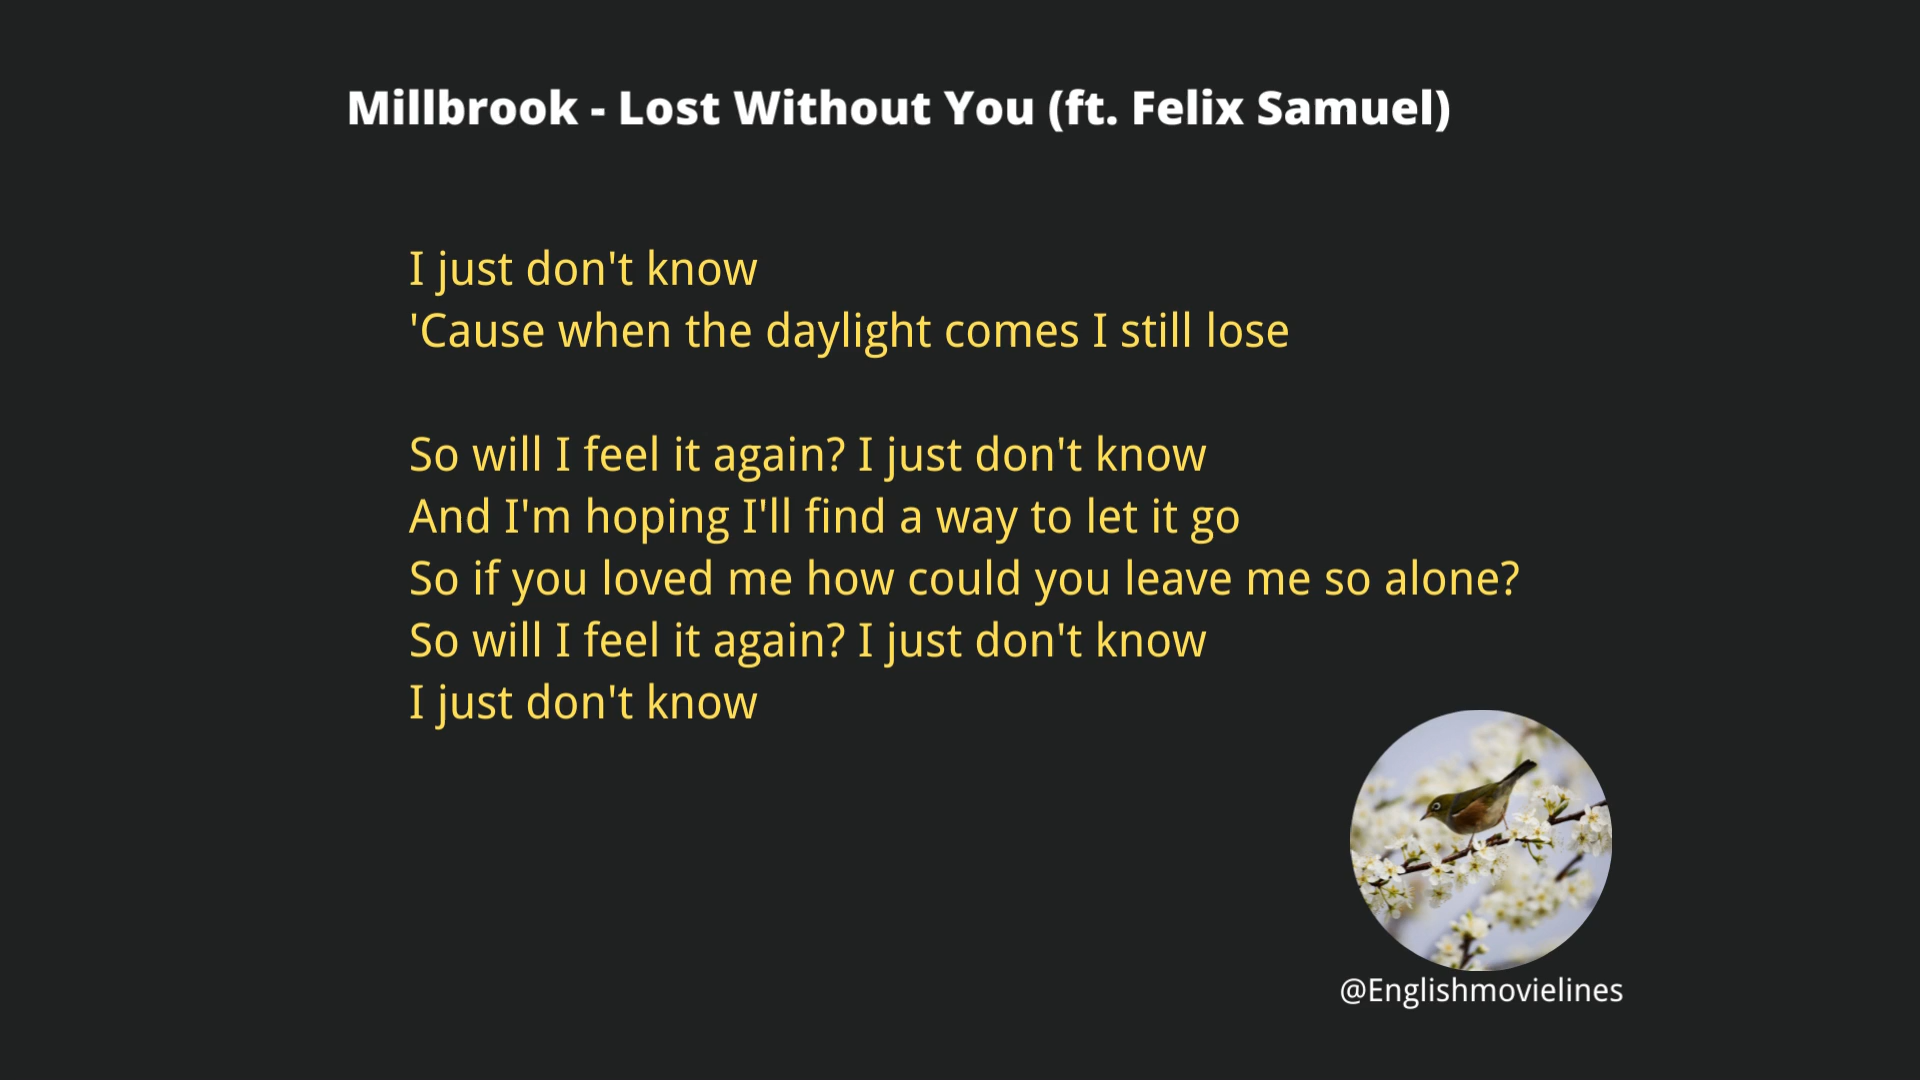 Millbrook - Lost Without You (ft. Felix Samuel)
I just don't know
'Cause when the daylight comes I still lose
So will I feel it again? I just don't know
And I'm hoping I'll find a way to let it go
So if you loved me how could you leave me so alone?
So will I feel it again? I just don't know
I just don't know
@Englishmovielines